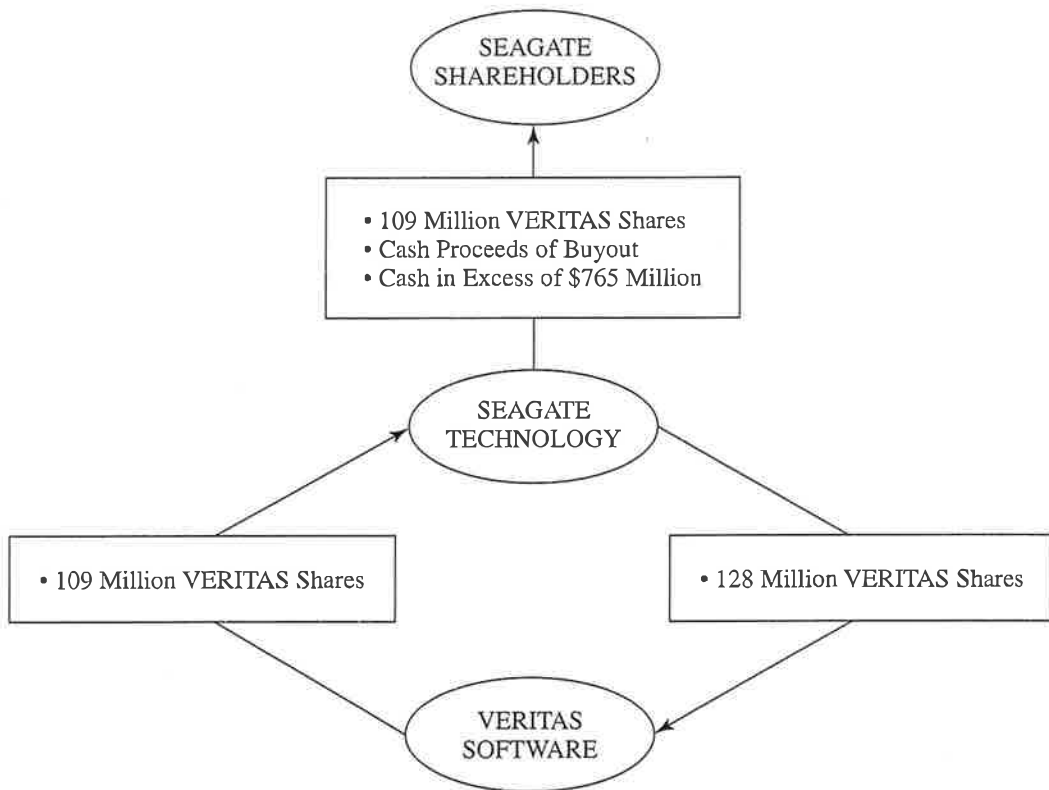 SEAGATE
SHAREHOLDERS
• 109 Million VERITAS Shares
• Cash Proceeds of Buyout
• Cash in Excess of $765 Million
SEAGATE
TECHNOLOGY
• 109 Million VERITAS Shares
• 128 Million VERITAS Shares
VERITAS
SOFTWARE